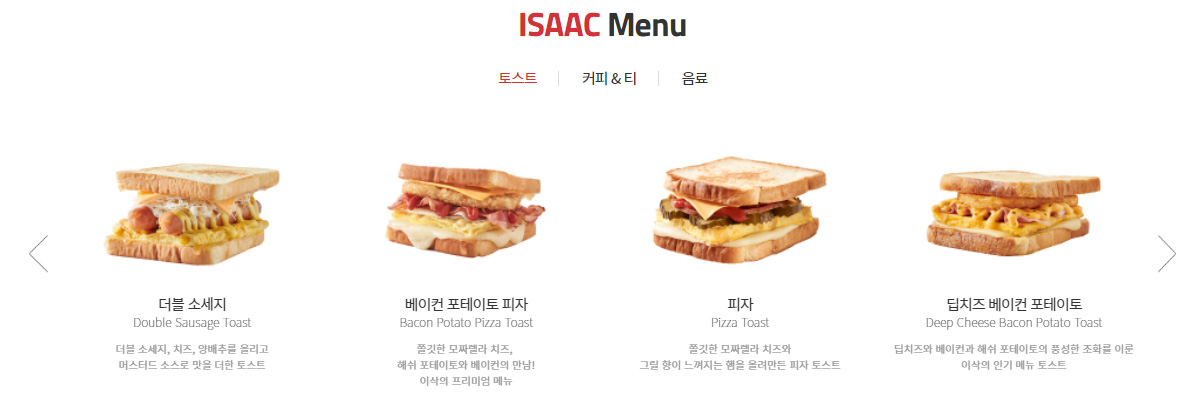 ISAAC Menu
토스트
커피 & 티
음료
더블 소세지
Double Sausage Toast
더블 소세지, 치즈, 양배추를 올리고
머스터드 소스로 맛을 더한 토스트
베이컨 포테이토 피자
Bacon Potato Pizza Toast
쫄깃한 모짜렐라 치즈,
해쉬 포테이토와 베이컨의 만남!
이삭의 프리미엄 메뉴
피자
Pizza Toast
쫄깃한 모짜렐라 치즈와
그릴 향이 느껴지는 햄을 올려만든 피자 토스트
딥치즈 베이컨 포테이토
Deep Cheese Bacon Potato Toast
딥치즈와 베이컨과 해쉬 포테이토의 풍성한 조화를 이룬
이삭의 인기 메뉴 토스트